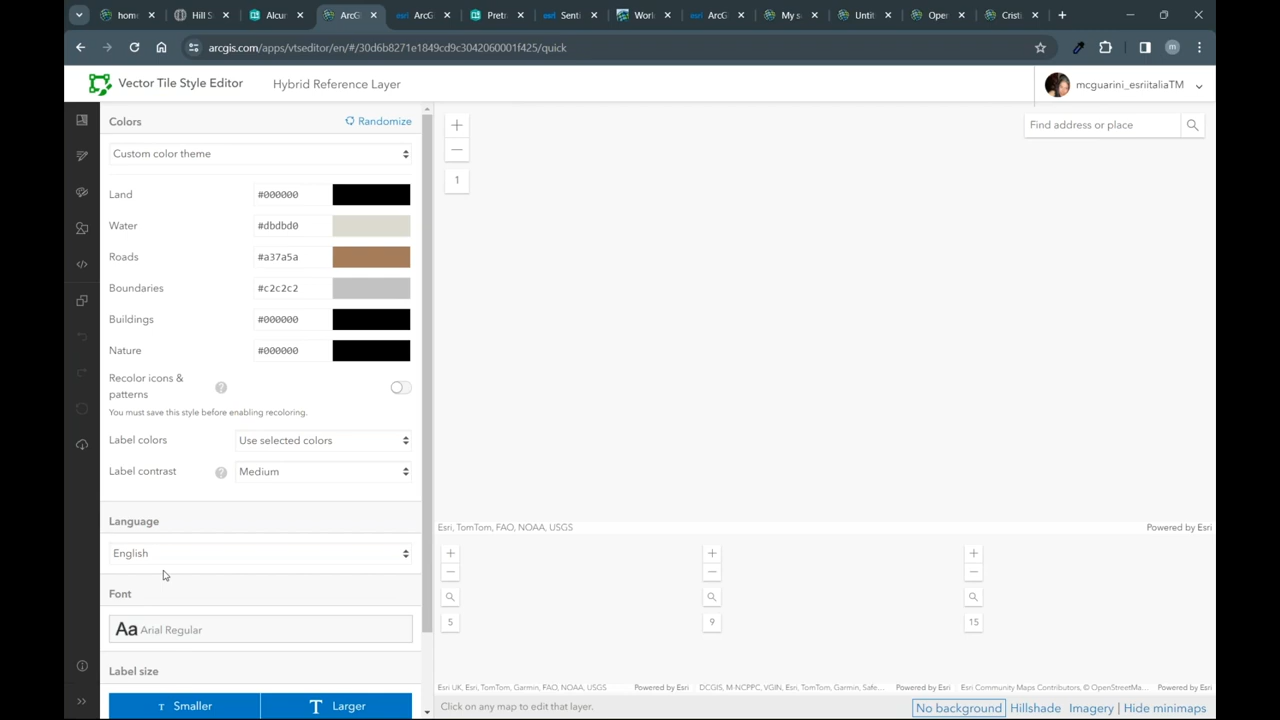 home
Hill S
Alcun
ArcG
ArcG
Preto
Senti
Worl
ArcG
My s
Untit
Oper
Crist
arcgis.com/apps/vtseditor/en/#/30d6b8271e1849cd9c3042060001f425/quick
m
Vector Tile Style Editor
Hybrid Reference Layer
mcguarini_esriitaliaTM
Colors
Randomize
Custom color theme
Land #000000
Water #dbdbd0
Roads #a37a5a
Boundaries #c2c2c2
Buildings #000000
Nature #000000
Recolor icons &
patterns
You must save this style before enabling recoloring.
Label colors Use selected colors
Label contrast Medium
Language
English
Font
Aa Arial Regular
Label size
T Smaller T Larger
1
Find address or place
Esri, TomTom, FAO, NOAA, USGS Powered by Esri
5 9 15
Esri UK, Esri, TomTom, Garmin, FAO, NOAA, USGS Powered by Esri DCGIS, M-NCPPC, VGIN, Esri, TomTom, Garmin, Safe... Powered by Esri Esri Community Maps Contributors, © OpenStreetMa... Powered by Esri
Click on any map to edit that layer. No background Hillshade Imagery | Hide minimaps